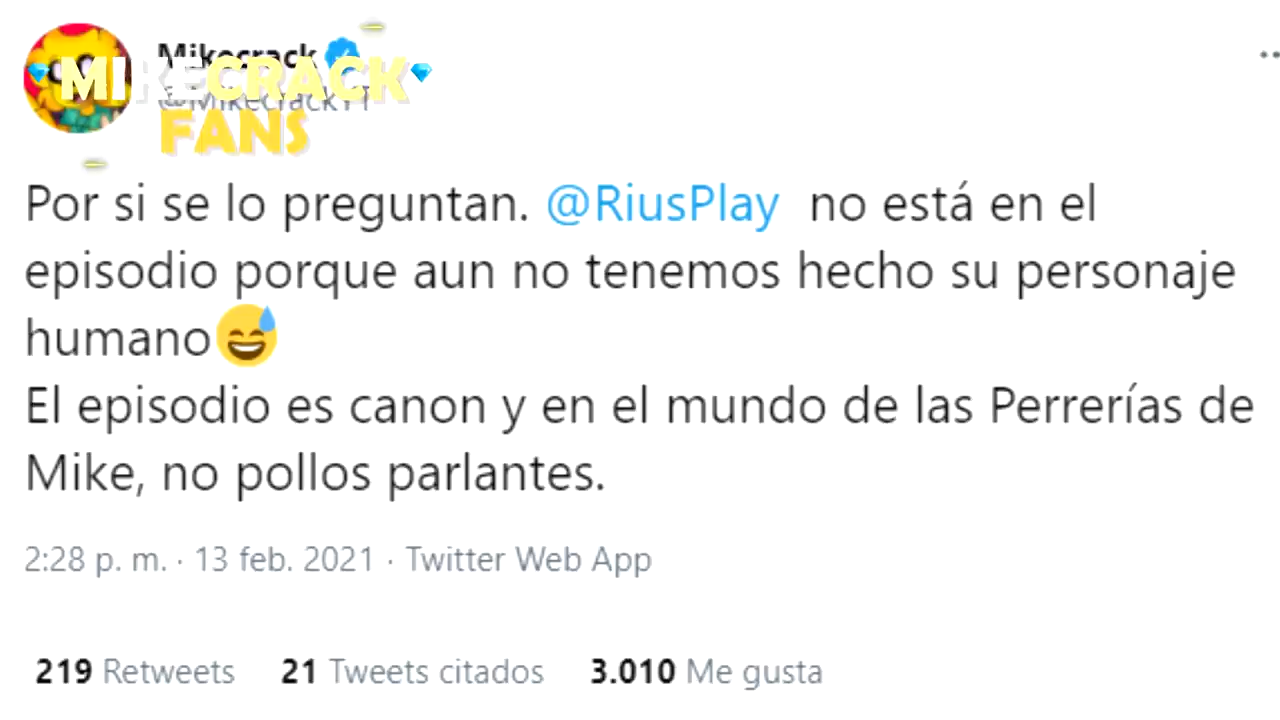 Mikecrack
MIKECRACK
@MikecrackYT
FANS
Por si se lo preguntan. @RiusPlay no está en el
episodio porque aun no tenemos hecho su personaje
humano😅
El episodio es canon y en el mundo de las Perrerías de
Mike, no pollos parlantes.
2:28 p. m. · 13 feb. 2021 · Twitter Web App
219 Retweets 21 Tweets citados 3.010 Me gusta